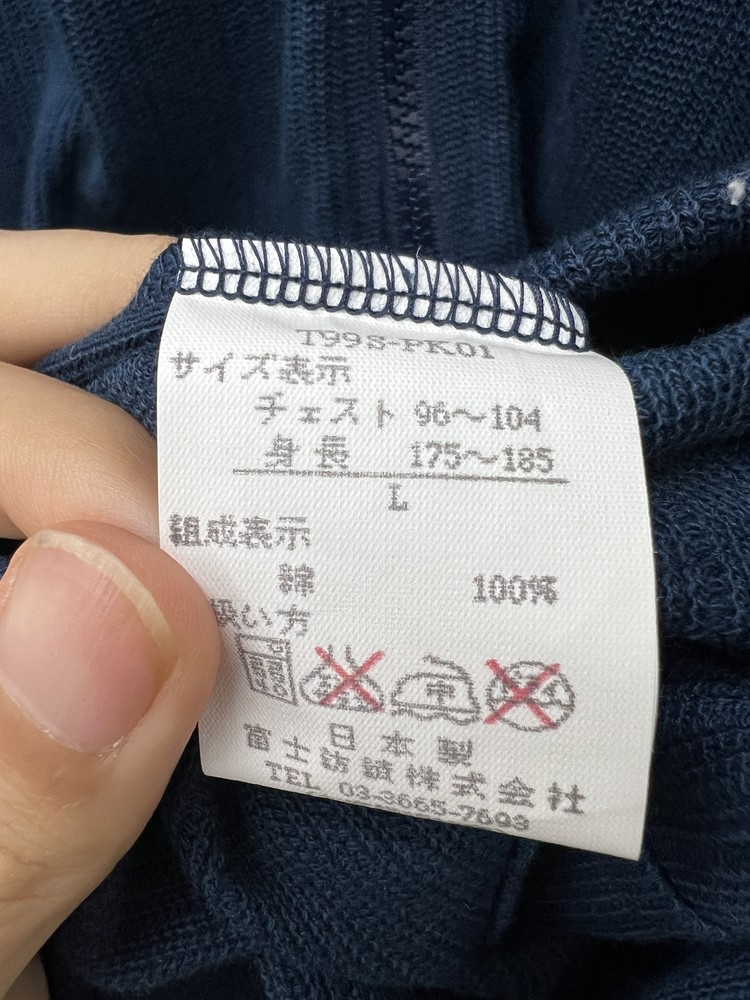 T99S-PK01
サイズ表示
チェスト 96〜104
身長 175〜185
L
組成表示
綿 100%
扱い方
中
日本製
富士紡績株式会社
TEL 03-3665-7693